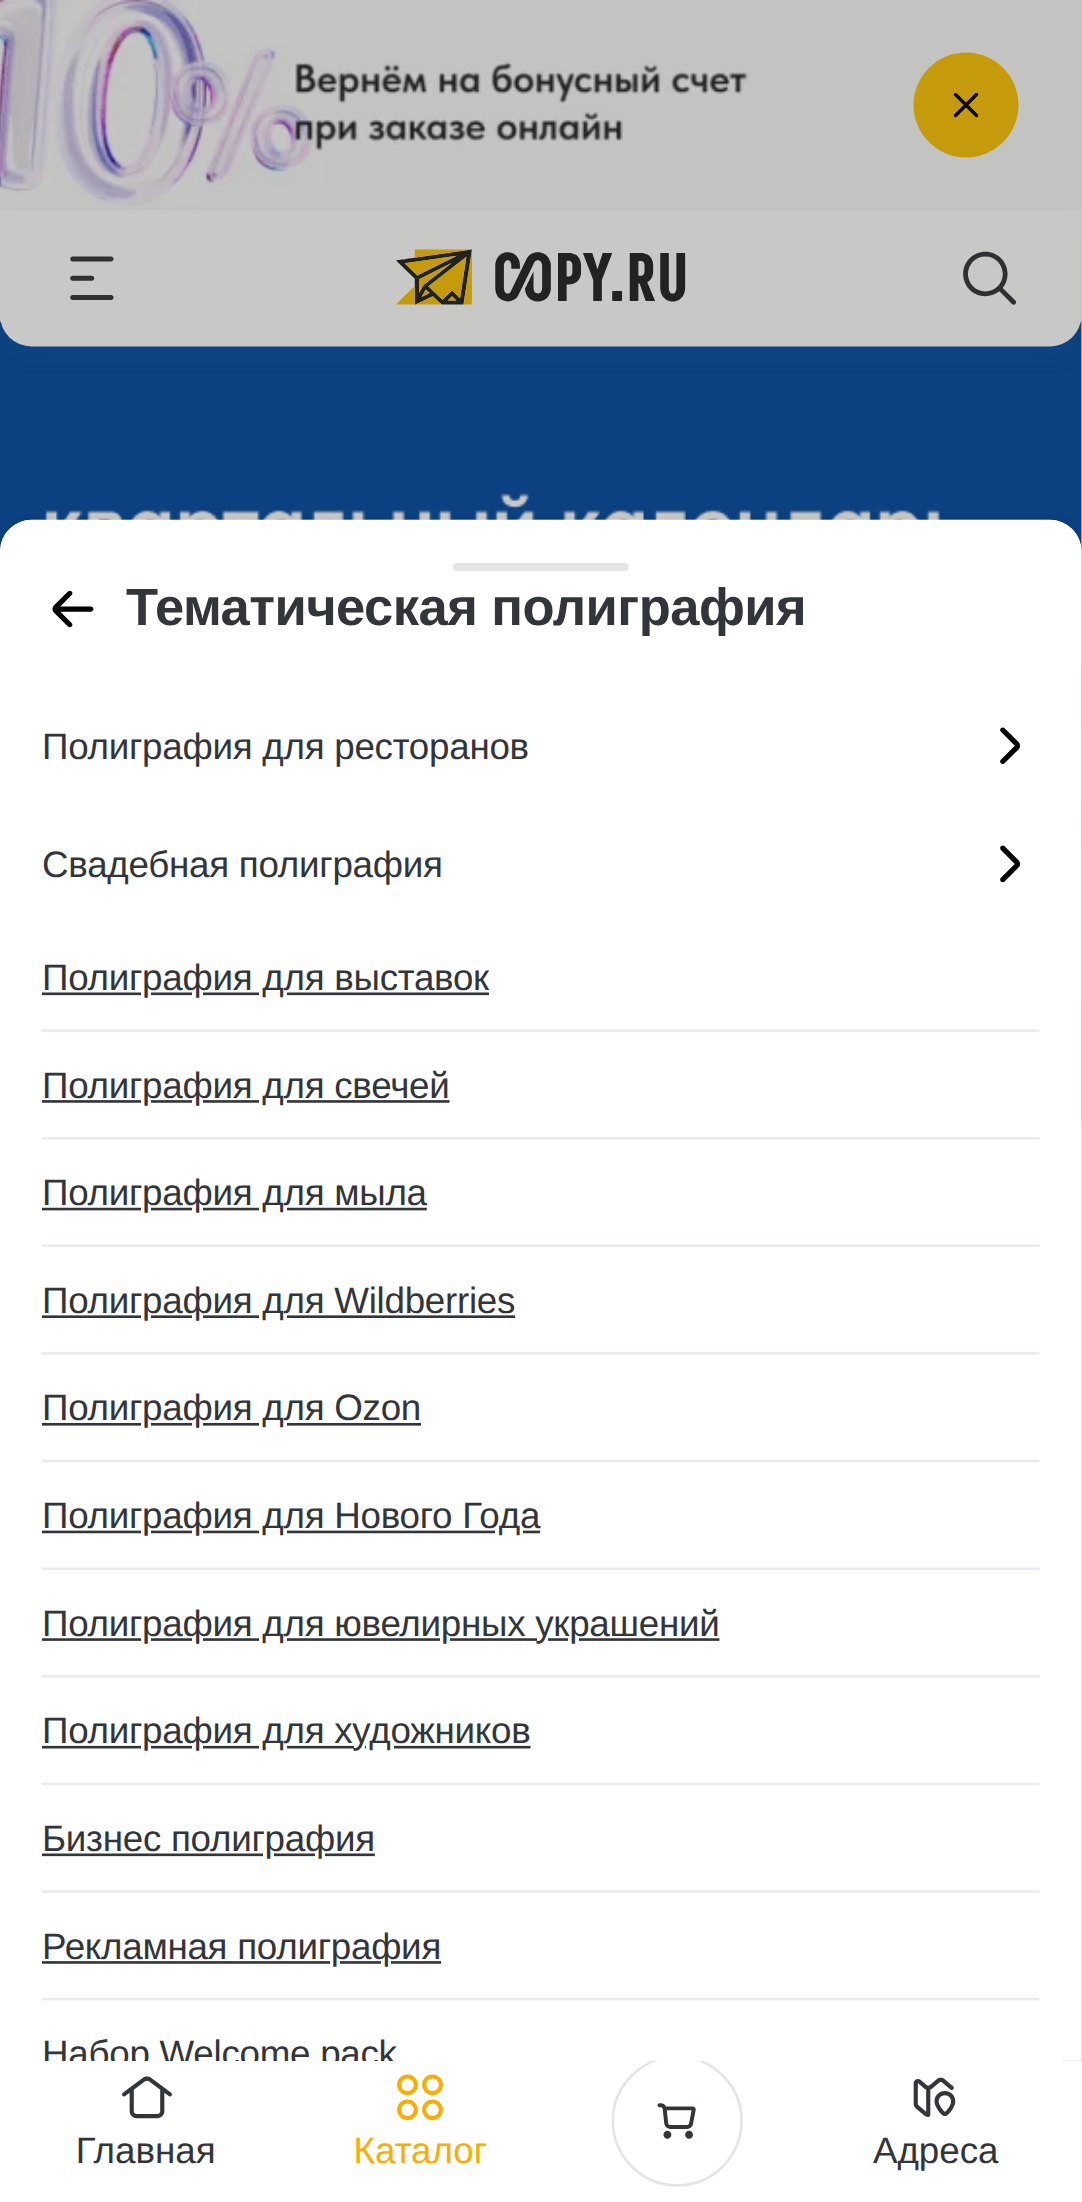 10%
Вернём на бонусный счет
при заказе онлайн
COPY.RU
квартальный календарь
Тематическая полиграфия
Полиграфия для ресторанов
Свадебная полиграфия
Полиграфия для выставок
Полиграфия для свечей
Полиграфия для мыла
Полиграфия для Wildberries
Полиграфия для Ozon
Полиграфия для Нового Года
Полиграфия для ювелирных украшений
Полиграфия для художников
Бизнес полиграфия
Рекламная полиграфия
Набор Welcome pack
Главная
Каталог
Адреса